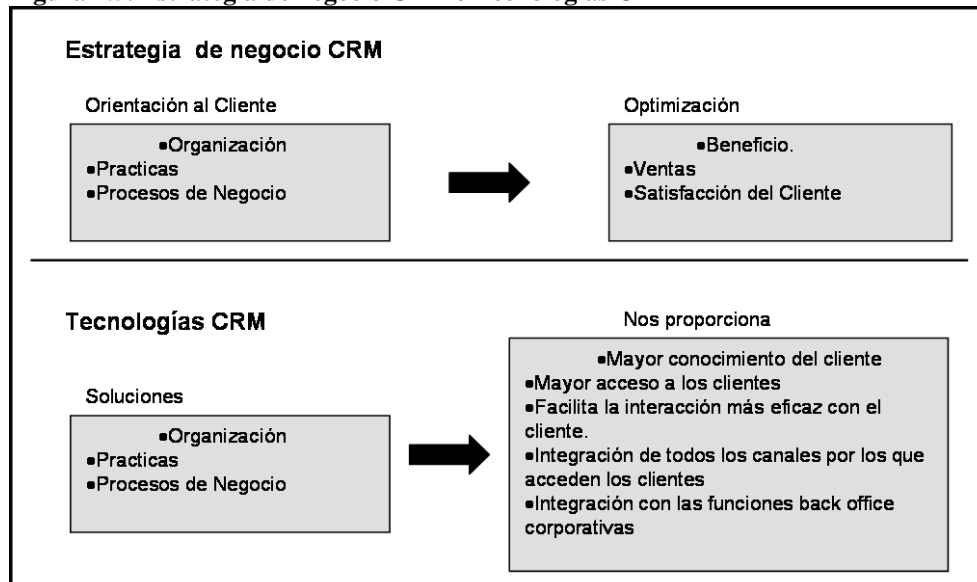 Estrategia de negocio CRM
Orientación al Cliente
•Organización
•Practicas
•Procesos de Negocio
Optimización
•Beneficio.
•Ventas
•Satisfacción del Cliente
Tecnologías CRM
Soluciones
•Organización
•Practicas
•Procesos de Negocio
Nos proporciona
•Mayor conocimiento del cliente
•Mayor acceso a los clientes
•Facilita la interacción más eficaz con el
cliente.
•Integración de todos los canales por los que
acceden los clientes
•Integración con las funciones back office
corporativas